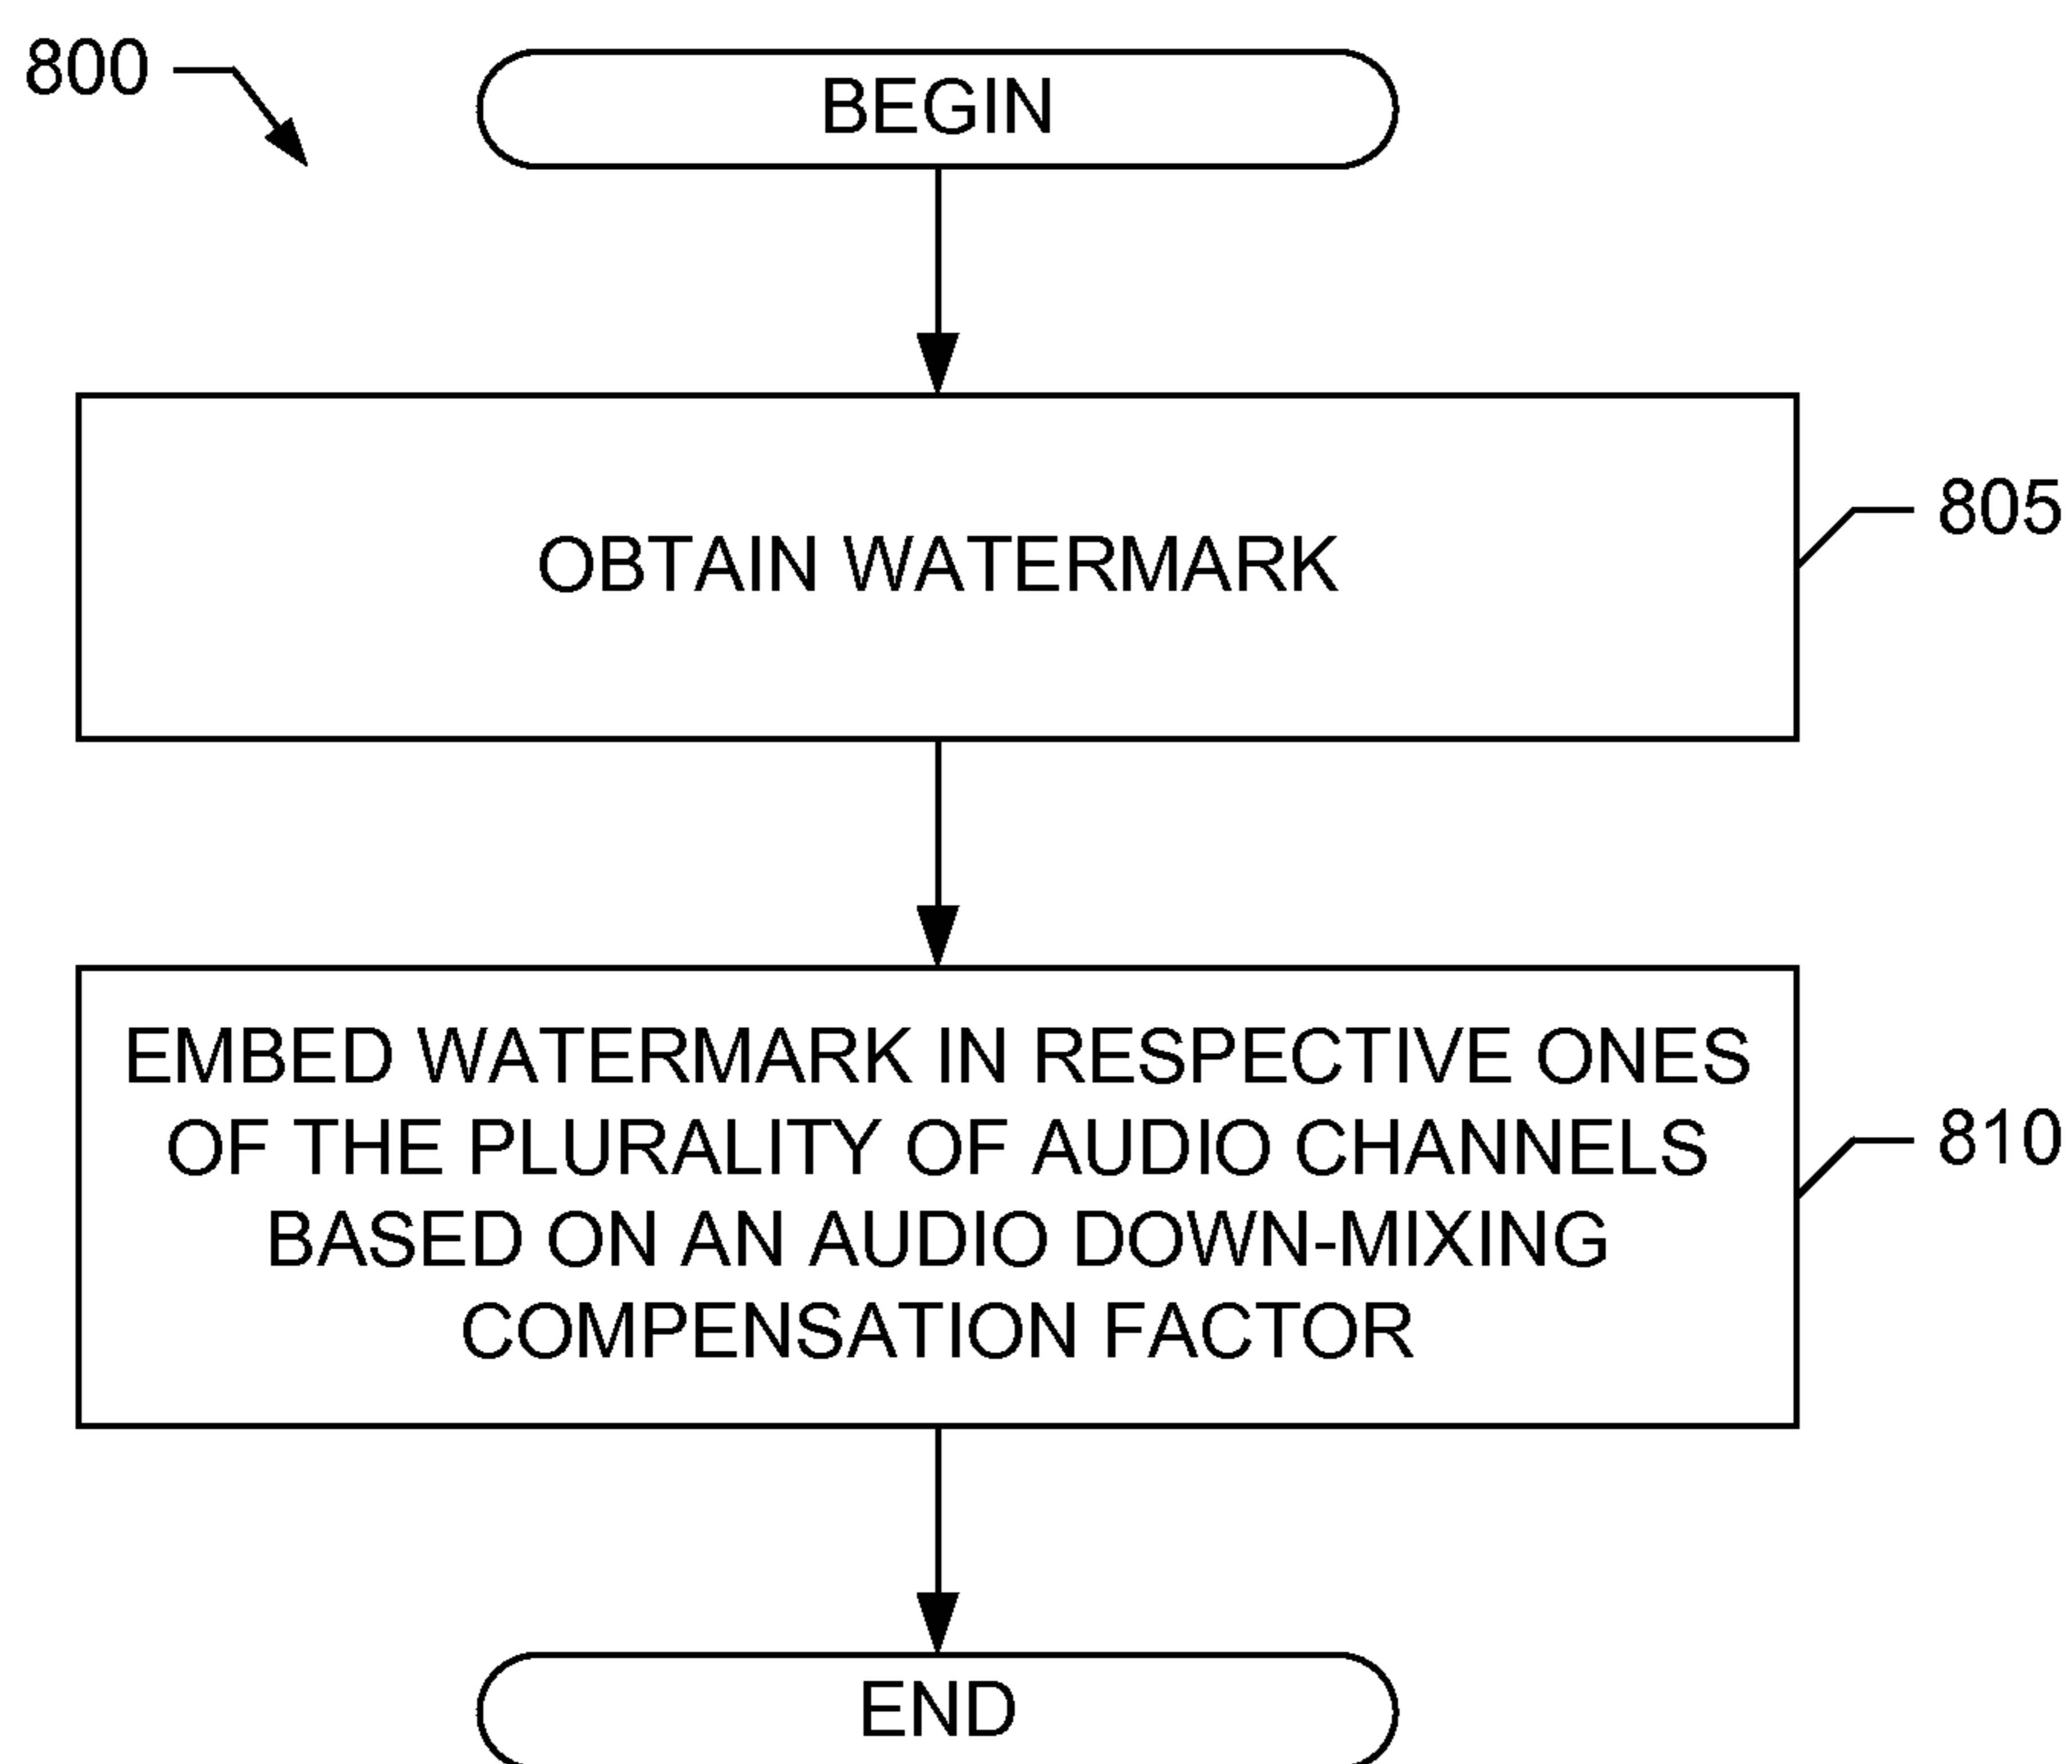 800
BEGIN
OBTAIN WATERMARK
805
EMBED WATERMARK IN RESPECTIVE ONES
OF THE PLURALITY OF AUDIO CHANNELS
BASED ON AN AUDIO DOWN-MIXING
COMPENSATION FACTOR
810
END